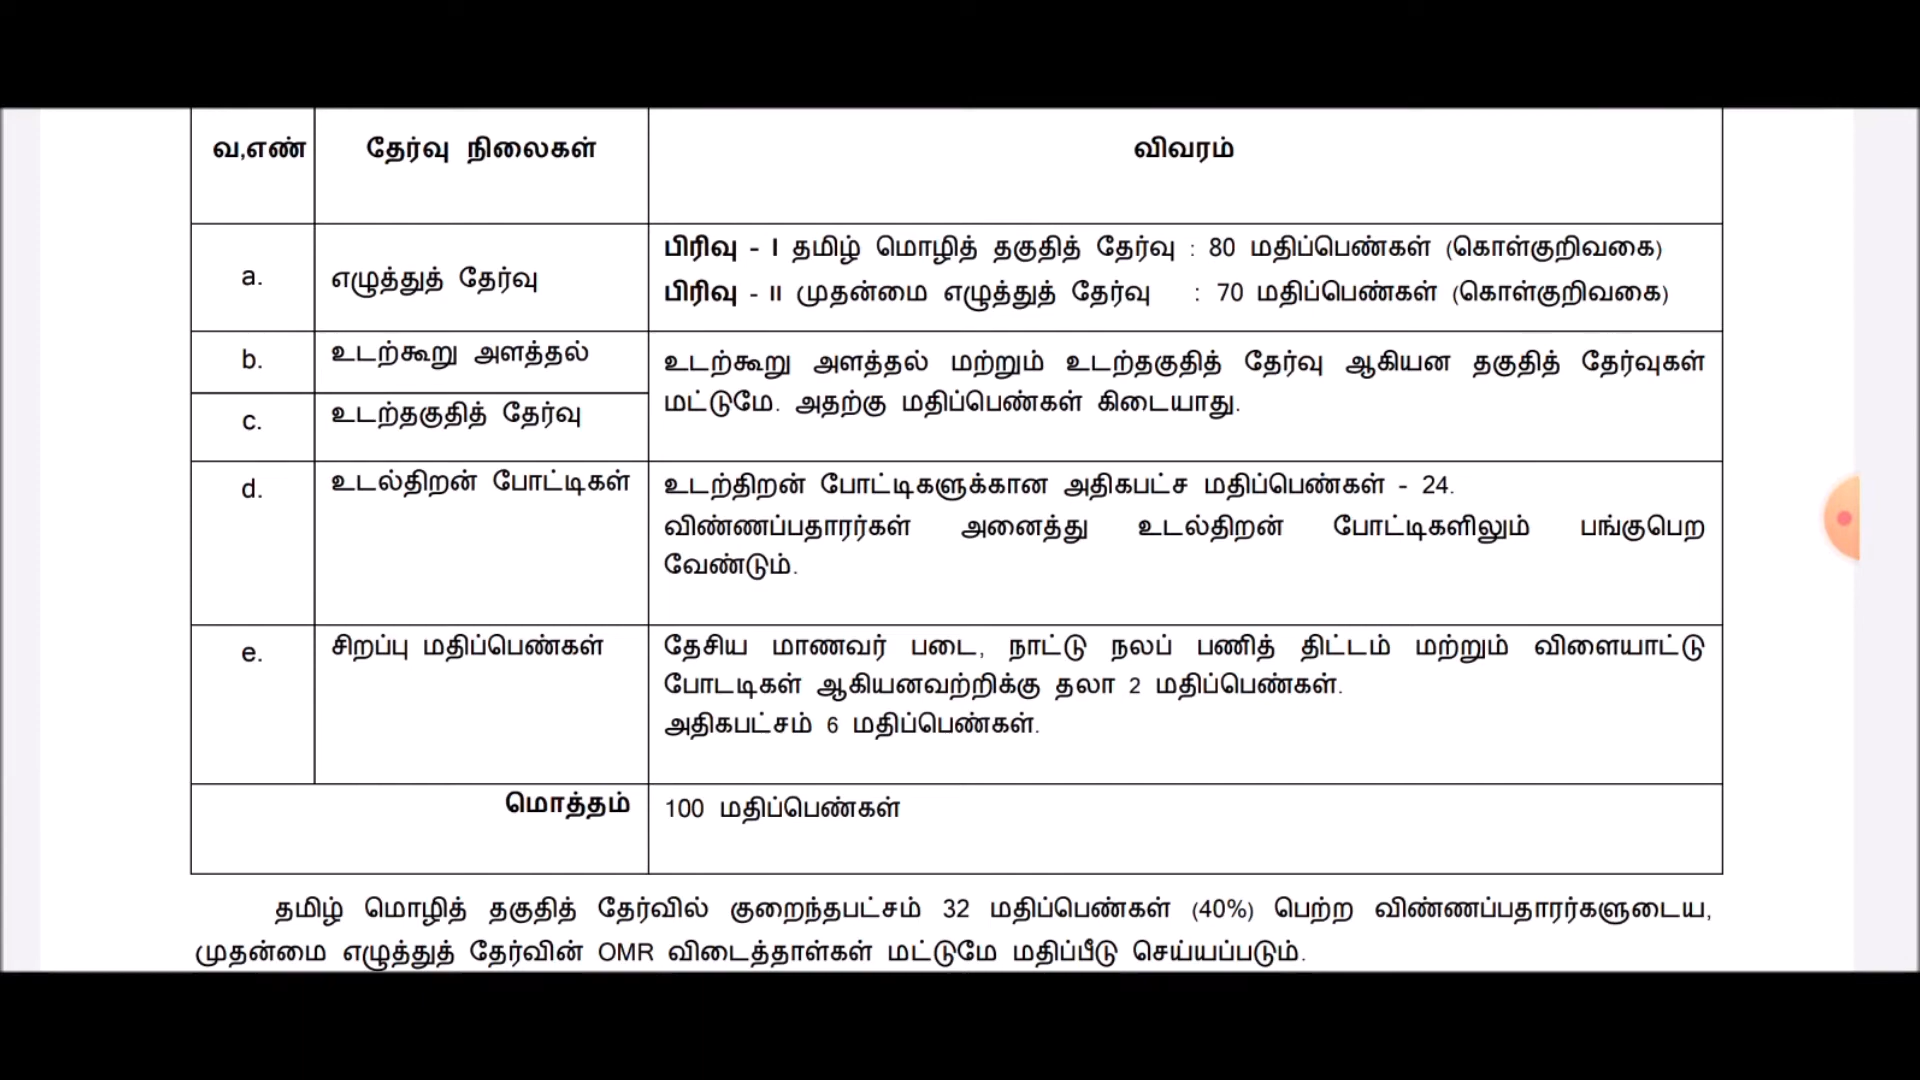 வ,எண் தேர்வு நிலைகள் விவரம்
a. எழுத்துத் தேர்வு
பிரிவு - I தமிழ் மொழித் தகுதித் தேர்வு : 80 மதிப்பெண்கள் (கொள்குறிவகை)
பிரிவு - II முதன்மை எழுத்துத் தேர்வு : 70 மதிப்பெண்கள் (கொள்குறிவகை)
b. உடற்கூறு அளத்தல்
c. உடற்தகுதித் தேர்வு
உடற்கூறு அளத்தல் மற்றும் உடற்தகுதித் தேர்வு ஆகியன தகுதித் தேர்வுகள்
மட்டுமே. அதற்கு மதிப்பெண்கள் கிடையாது.
d. உடல்திறன் போட்டிகள்
உடற்திறன் போட்டிகளுக்கான அதிகபட்ச மதிப்பெண்கள் - 24.
விண்ணப்பதாரர்கள் அனைத்து உடல்திறன் போட்டிகளிலும் பங்குபெற
வேண்டும்.
e. சிறப்பு மதிப்பெண்கள்
தேசிய மாணவர் படை, நாட்டு நலப் பணித் திட்டம் மற்றும் விளையாட்டு
போடடிகள் ஆகியனவற்றிக்கு தலா 2 மதிப்பெண்கள்.
அதிகபட்சம் 6 மதிப்பெண்கள்.
மொத்தம் 100 மதிப்பெண்கள்
தமிழ் மொழித் தகுதித் தேர்வில் குறைந்தபட்சம் 32 மதிப்பெண்கள் (40%) பெற்ற விண்ணப்பதாரர்களுடைய,
முதன்மை எழுத்துத் தேர்வின் OMR விடைத்தாள்கள் மட்டுமே மதிப்பீடு செய்யப்படும்.